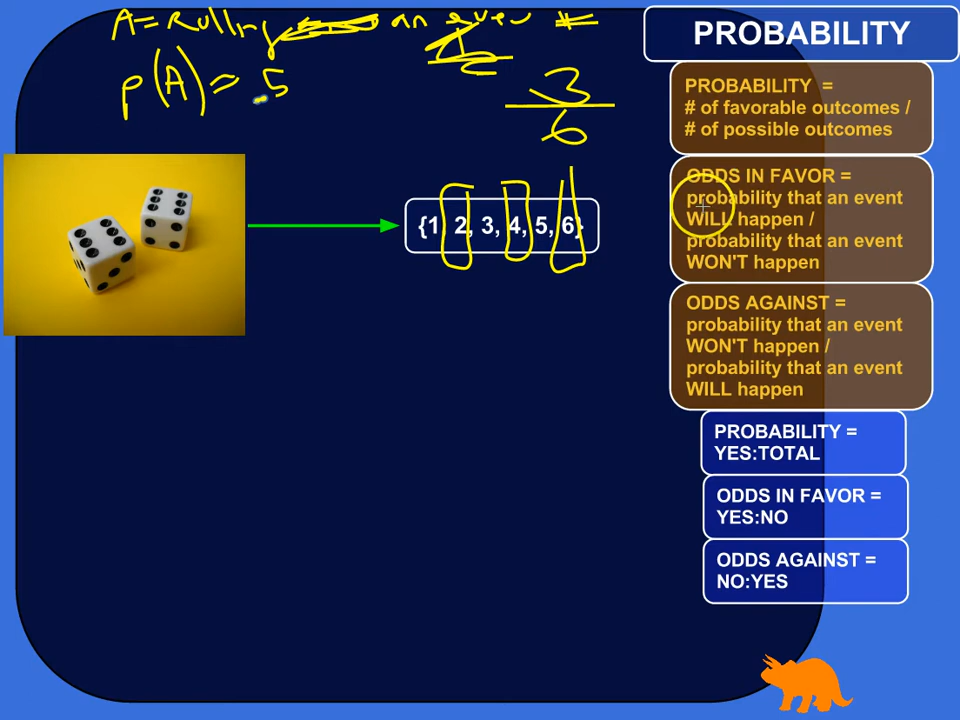 A = Rolling an even #
P(A) = .5
3
6
{1, 2, 3, 4, 5, 6}
PROBABILITY
PROBABILITY =
# of favorable outcomes /
# of possible outcomes
ODDS IN FAVOR =
probability that an event
WILL happen /
probability that an event
WON'T happen
ODDS AGAINST =
probability that an event
WON'T happen /
probability that an event
WILL happen
PROBABILITY =
YES:TOTAL
ODDS IN FAVOR =
YES:NO
ODDS AGAINST =
NO:YES